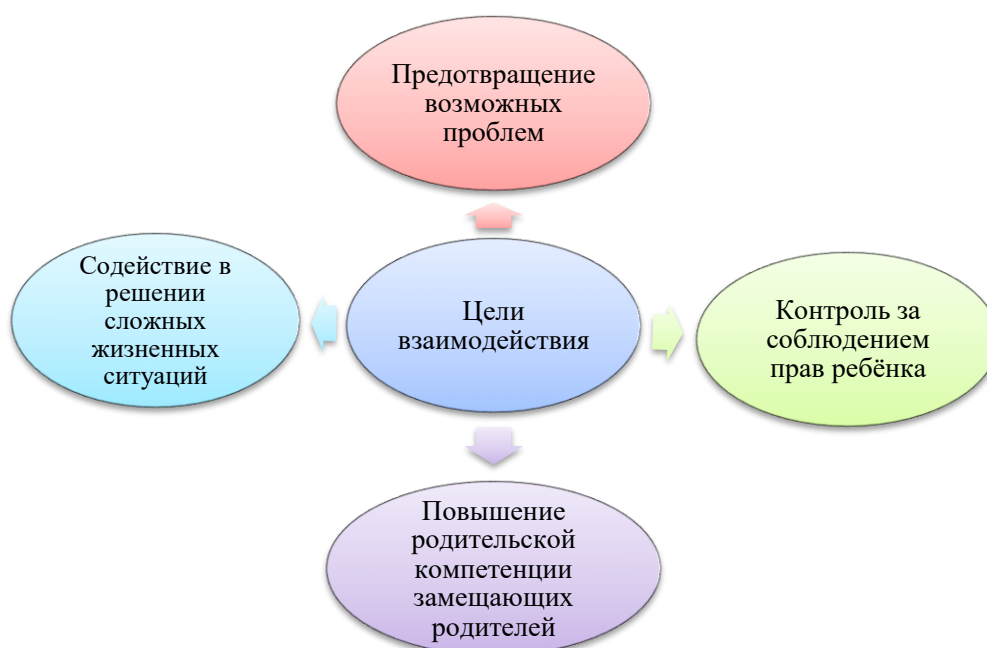 Предотвращение
возможных
проблем
Содействие в
решении
сложных
жизненных
ситуаций
Цели
взаимодействия
Контроль за
соблюдением
прав ребёнка
Повышение
родительской
компетенции
замещающих
родителей